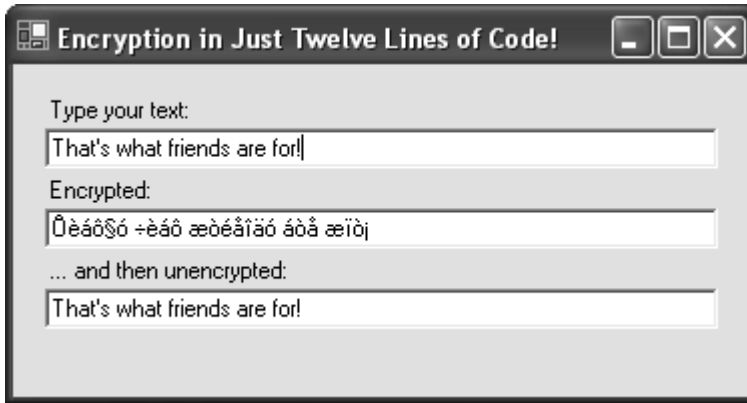 Encryption in Just Twelve Lines of Code!
Type your text:
That's what friends are for!
Encrypted:
Ôèáô§ó ÷èáô æòéåîäó áòå æïò¡
... and then unencrypted:
That's what friends are for!